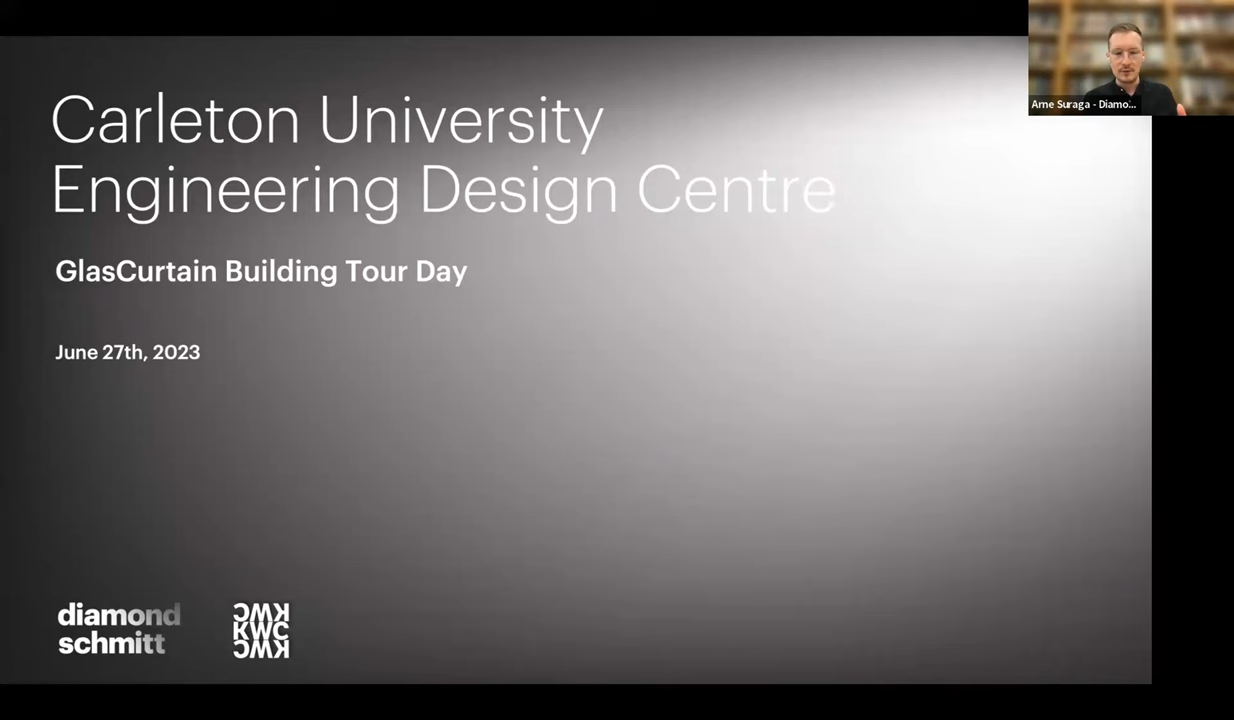 Carleton University
Engineering Design Centre
GlasCurtain Building Tour Day
June 27th, 2023
Arne Suraga - Diamo...
diamond
schmitt
KWC
KWC
KWC